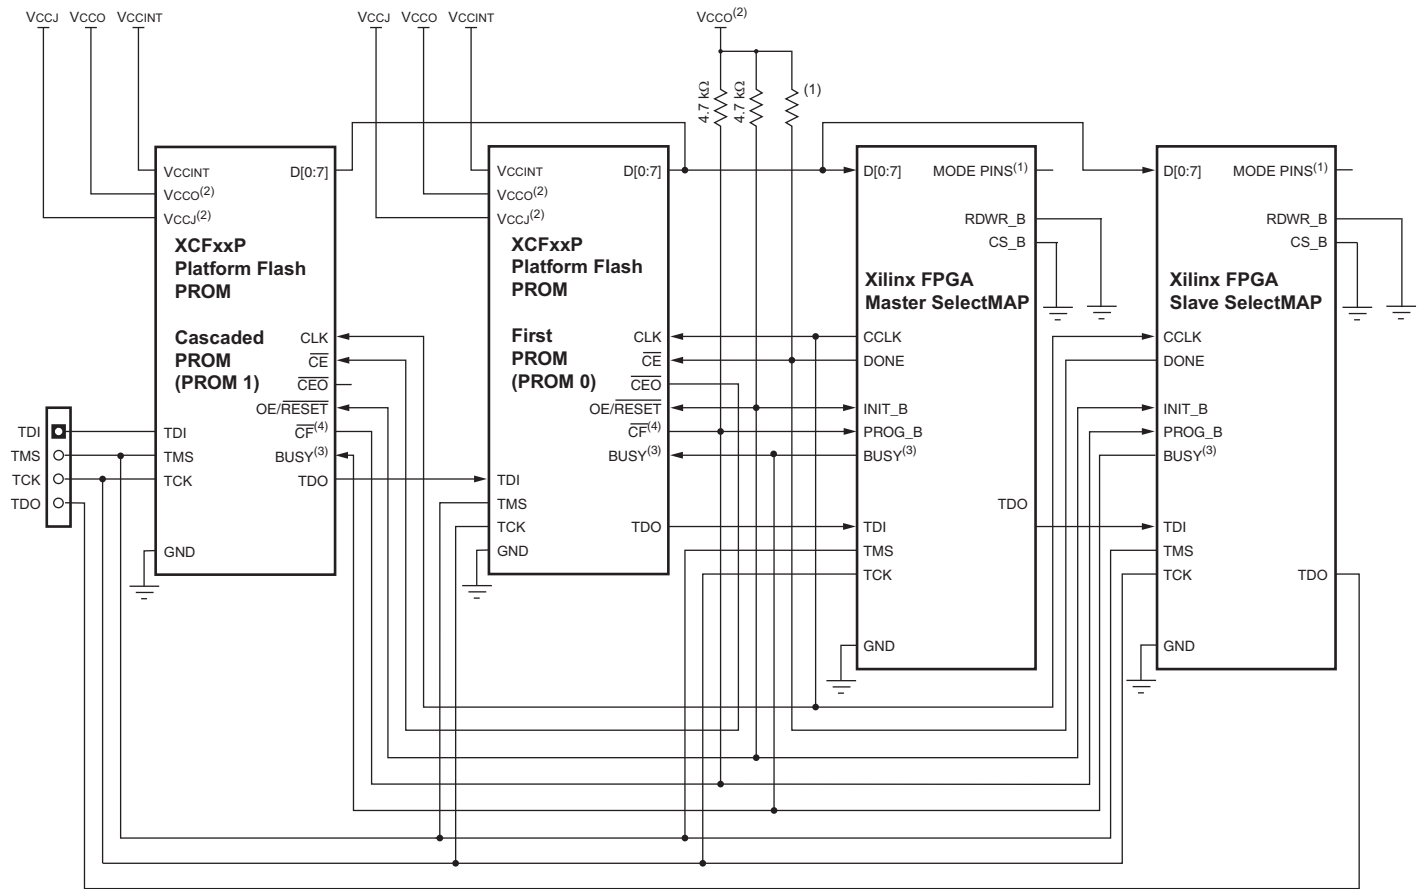 VCCJ VCCO VCCINT
VCCJ VCCO VCCINT
VCCO(2)
4.7 kΩ
4.7 kΩ
(1)
VCCINT
VCCO(2)
VCCJ(2)
D[0:7]
XCFxxP
Platform Flash
PROM
Cascaded
PROM
(PROM 1)
CLK
CE
CEO
OE/RESET
CF(4)
BUSY(3)
TDO
TDI
TMS
TCK
GND
TDI
TMS
TCK
TDO
VCCINT
VCCO(2)
VCCJ(2)
D[0:7]
XCFxxP
Platform Flash
PROM
First
PROM
(PROM 0)
CLK
CE
CEO
OE/RESET
CF(4)
BUSY(3)
TDI
TMS
TCK
GND
TDO
D[0:7]
MODE PINS(1)
RDWR_B
CS_B
Xilinx FPGA
Master SelectMAP
CCLK
DONE
INIT_B
PROG_B
BUSY(3)
TDO
TDI
TMS
TCK
GND
D[0:7]
MODE PINS(1)
RDWR_B
CS_B
Xilinx FPGA
Slave SelectMAP
CCLK
DONE
INIT_B
PROG_B
BUSY(3)
TDI
TMS
TCK
TDO
GND